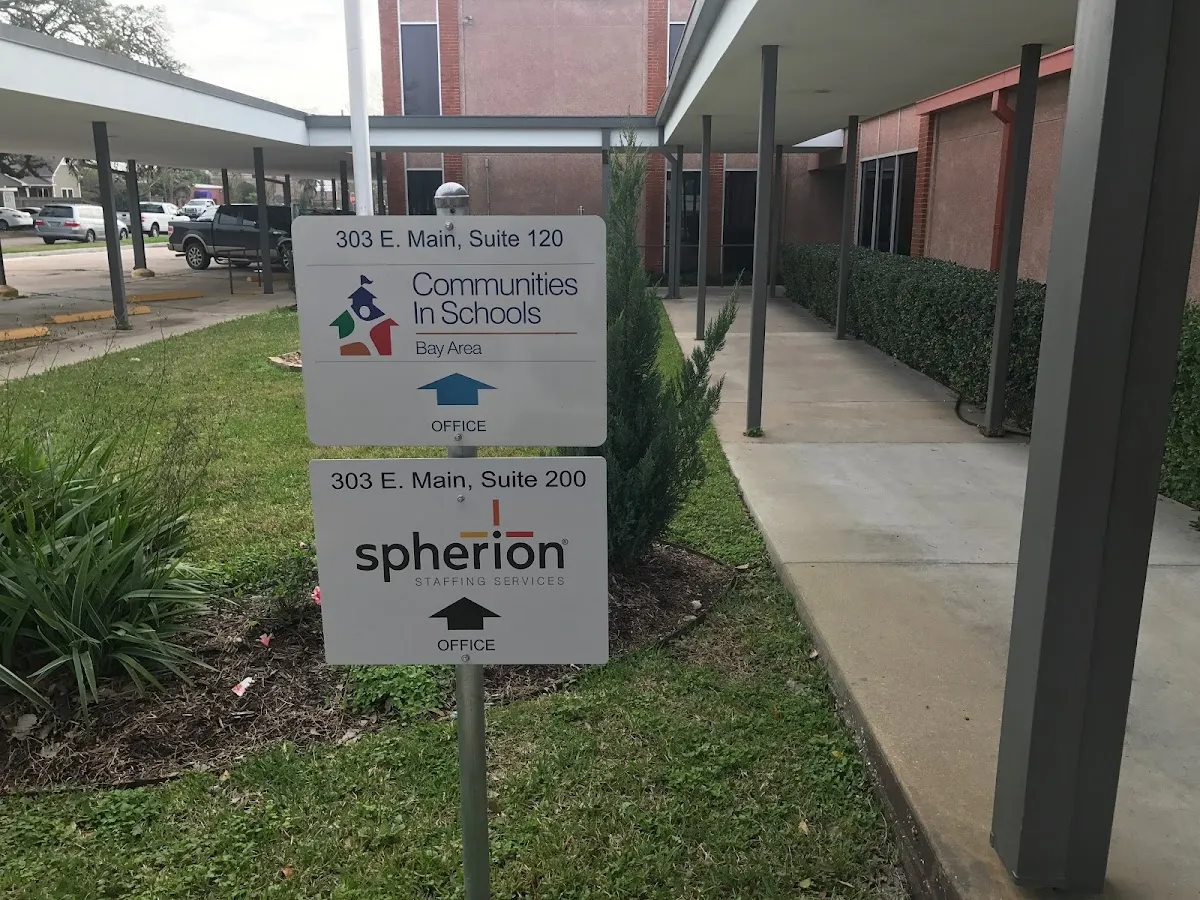 303 E. Main, Suite 120
Communities
In Schools
Bay Area
OFFICE
303 E. Main, Suite 200
spherion®
STAFFING SERVICES
OFFICE